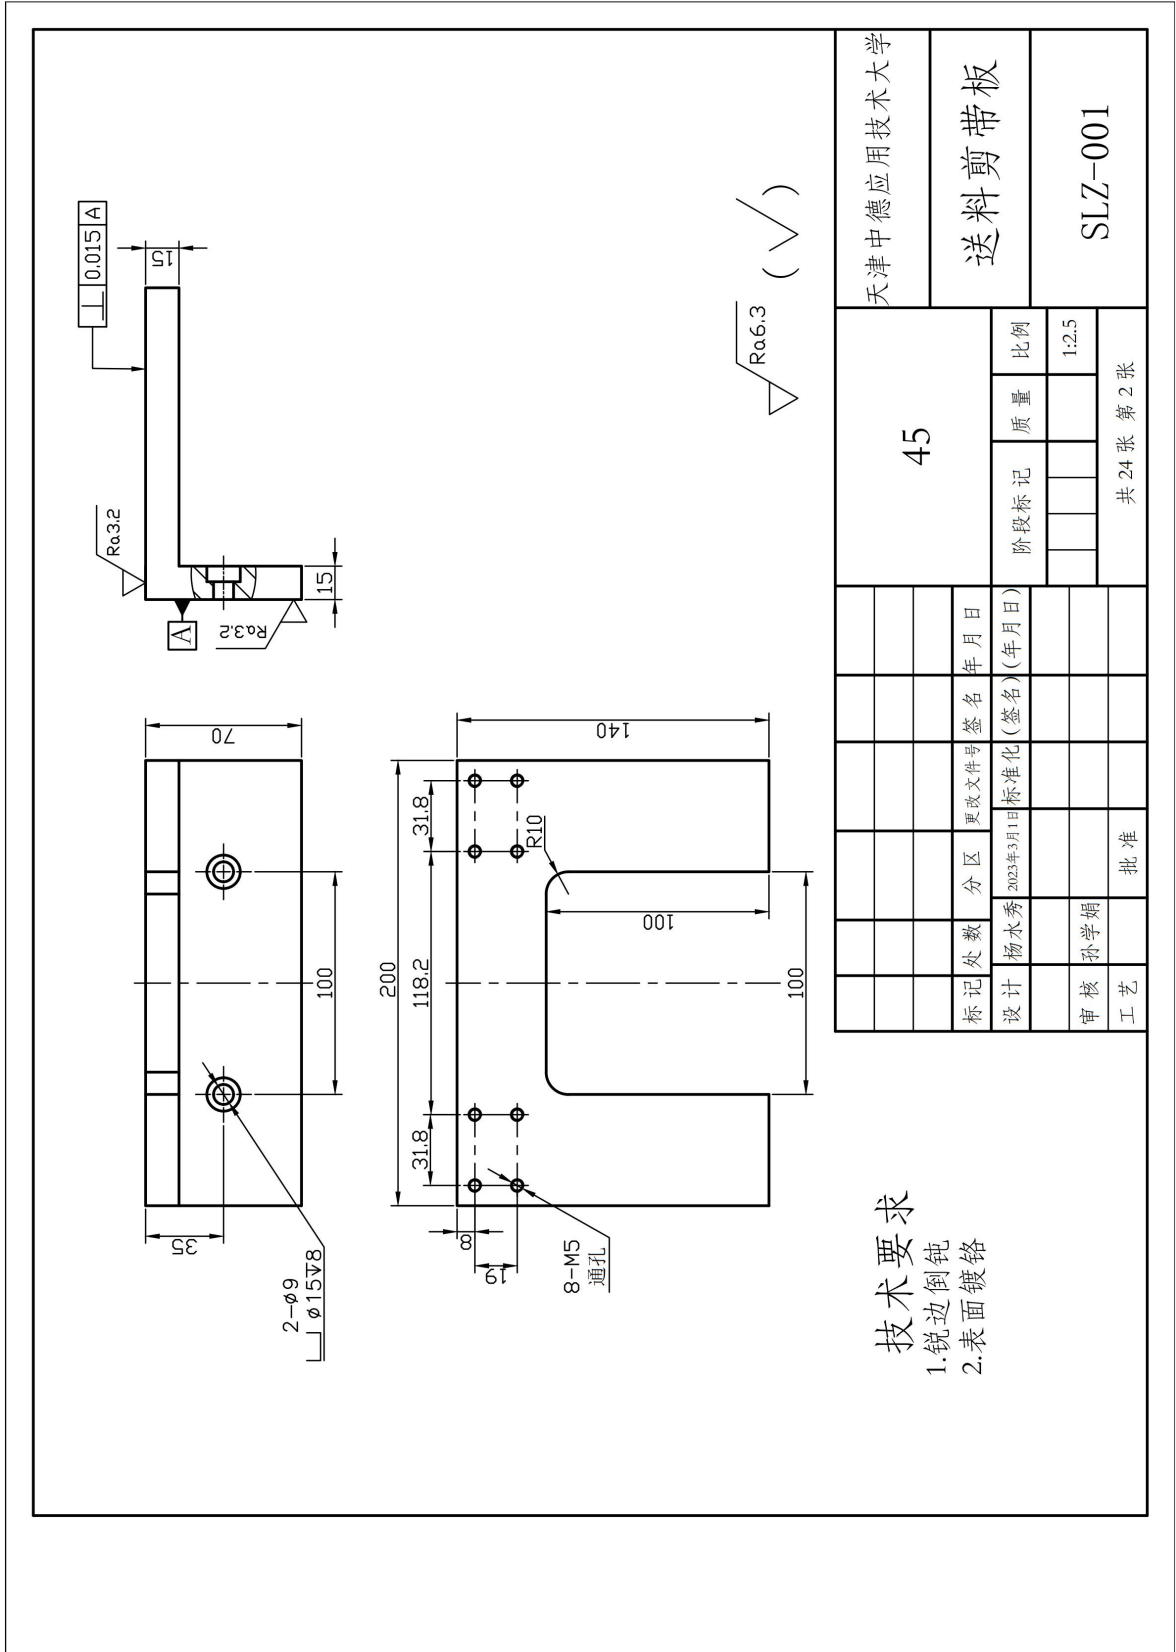 70
35
100
2-ø9
⌴ ø15↧8
Ra3.2
⊥ 0.015 A
15
15
A
Ra3.2
200
31.8
118.2
31.8
8
19
8-M5
通孔
R10
140
100
100
Ra6.3 (√)
技术要求
1.锐边倒钝
2.表面镀铬
标记 处数 分区 更改文件号 签名 年月日
设计 杨水秀 2023年3月1日 标准化 (签名) (年月日)
审核 孙学娟
工艺 批准
45
阶段标记 质量 比例
1:2.5
共 24 张 第 2 张
天津中德应用技术大学
送料剪带板
SLZ-001